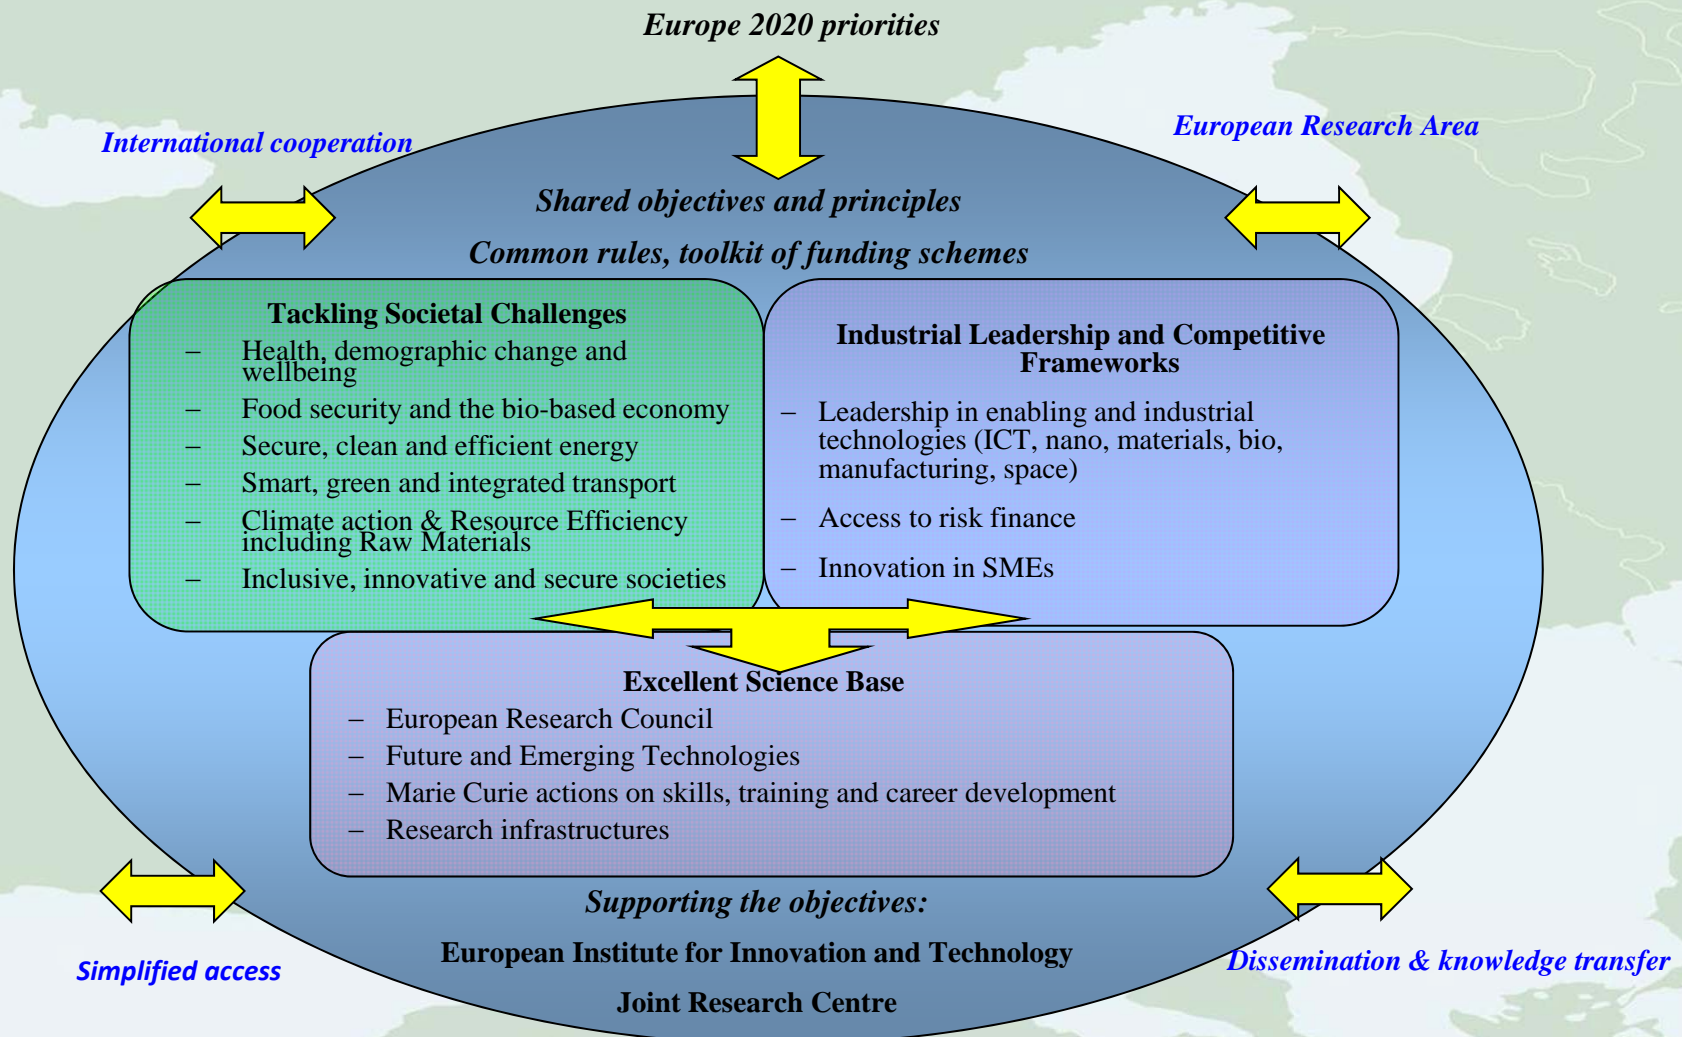 Europe 2020 priorities
International cooperation
European Research Area
Shared objectives and principles
Common rules, toolkit of funding schemes
Tackling Societal Challenges
– Health, demographic change and
wellbeing
– Food security and the bio-based economy
– Secure, clean and efficient energy
– Smart, green and integrated transport
– Climate action & Resource Efficiency
including Raw Materials
– Inclusive, innovative and secure societies
Industrial Leadership and Competitive
Frameworks
– Leadership in enabling and industrial
technologies (ICT, nano, materials, bio,
manufacturing, space)
– Access to risk finance
– Innovation in SMEs
Excellent Science Base
– European Research Council
– Future and Emerging Technologies
– Marie Curie actions on skills, training and career development
– Research infrastructures
Supporting the objectives:
European Institute for Innovation and Technology
Joint Research Centre
Simplified access
Dissemination & knowledge transfer